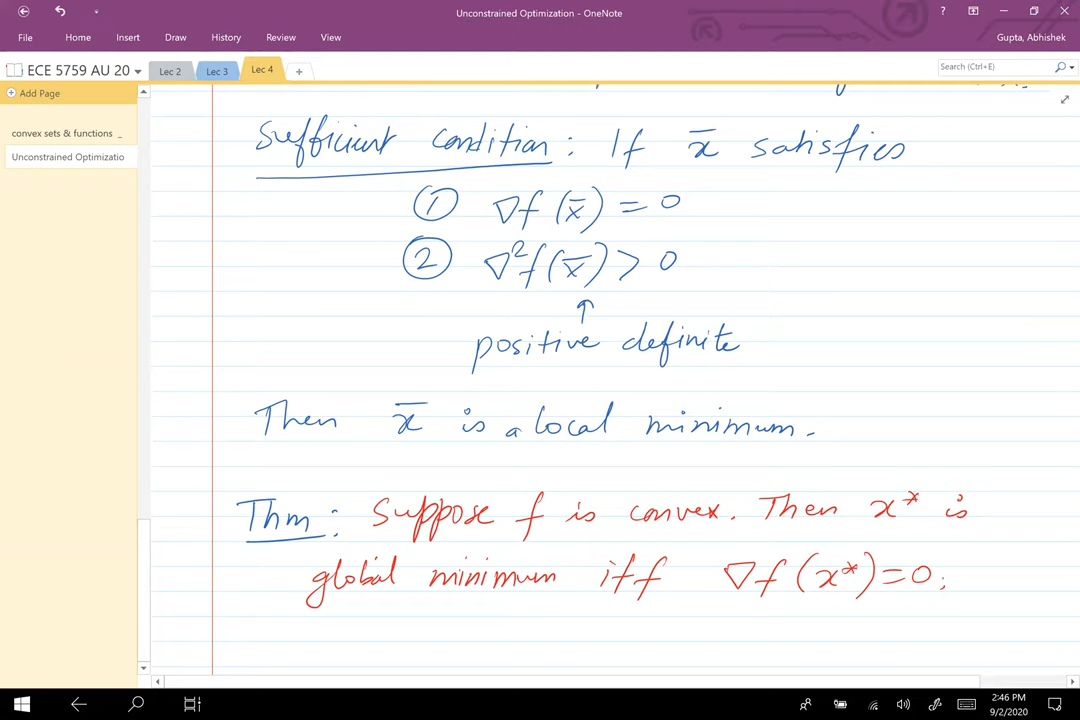 Unconstrained Optimization - OneNote
?
File Home Insert Draw History Review View
Gupta, Abhishek
ECE 5759 AU 20
Lec 2 Lec 3 Lec 4 +
Search (Ctrl+E)
Add Page
convex sets & functions _
Unconstrained Optimizatio
Sufficient condition : If x̄ satisfies
① ∇f (x̄) = 0
② ∇²f (x̄) > 0
↑
positive definite
Then x̄ is a local minimum.
Thm : Suppose f is convex. Then x* is
global minimum iff ∇f (x*) = 0.
2:46 PM
9/2/2020